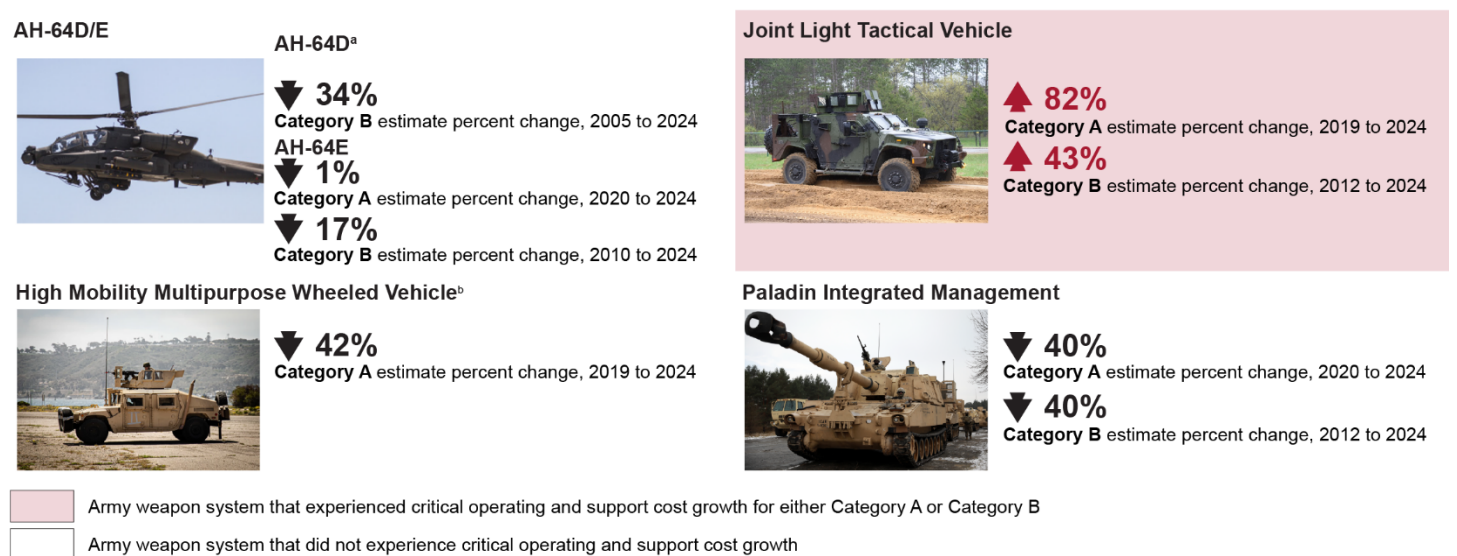 AH-64D/E
AH-64Dᵃ
34%
Category B estimate percent change, 2005 to 2024
AH-64E
1%
Category A estimate percent change, 2020 to 2024
17%
Category B estimate percent change, 2010 to 2024
Joint Light Tactical Vehicle
82%
Category A estimate percent change, 2019 to 2024
43%
Category B estimate percent change, 2012 to 2024
High Mobility Multipurpose Wheeled Vehicleᵇ
42%
Category A estimate percent change, 2019 to 2024
Paladin Integrated Management
40%
Category A estimate percent change, 2020 to 2024
40%
Category B estimate percent change, 2012 to 2024
Army weapon system that experienced critical operating and support cost growth for either Category A or Category B
Army weapon system that did not experience critical operating and support cost growth